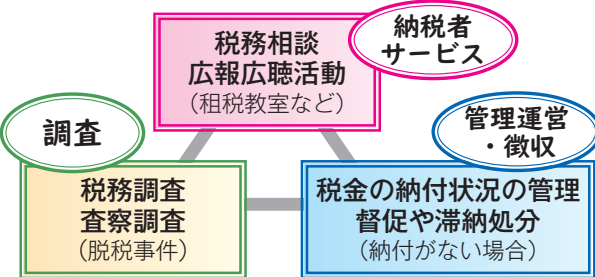 納税者
サービス
税務相談
広報広聴活動
（租税教室など）
調査
税務調査
査察調査
（脱税事件）
管理運営
・徴収
税金の納付状況の管理
督促や滞納処分
（納付がない場合）